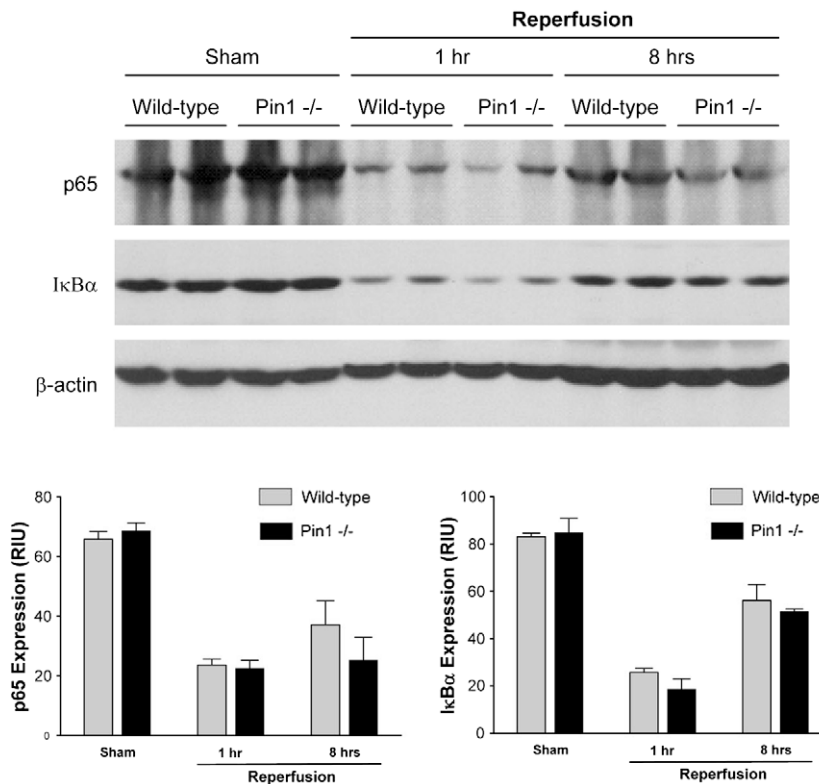 Reperfusion
Sham 1 hr 8 hrs
Wild-type Pin1 -/- Wild-type Pin1 -/- Wild-type Pin1 -/-
p65
IκBα
β-actin
p65 Expression (RIU)
80
60
40
20
0
Wild-type
Pin1 -/-
Sham 1 hr 8 hrs
Reperfusion
IκBα Expression (RIU)
100
80
60
40
20
0
Wild-type
Pin1 -/-
Sham 1 hr 8 hrs
Reperfusion